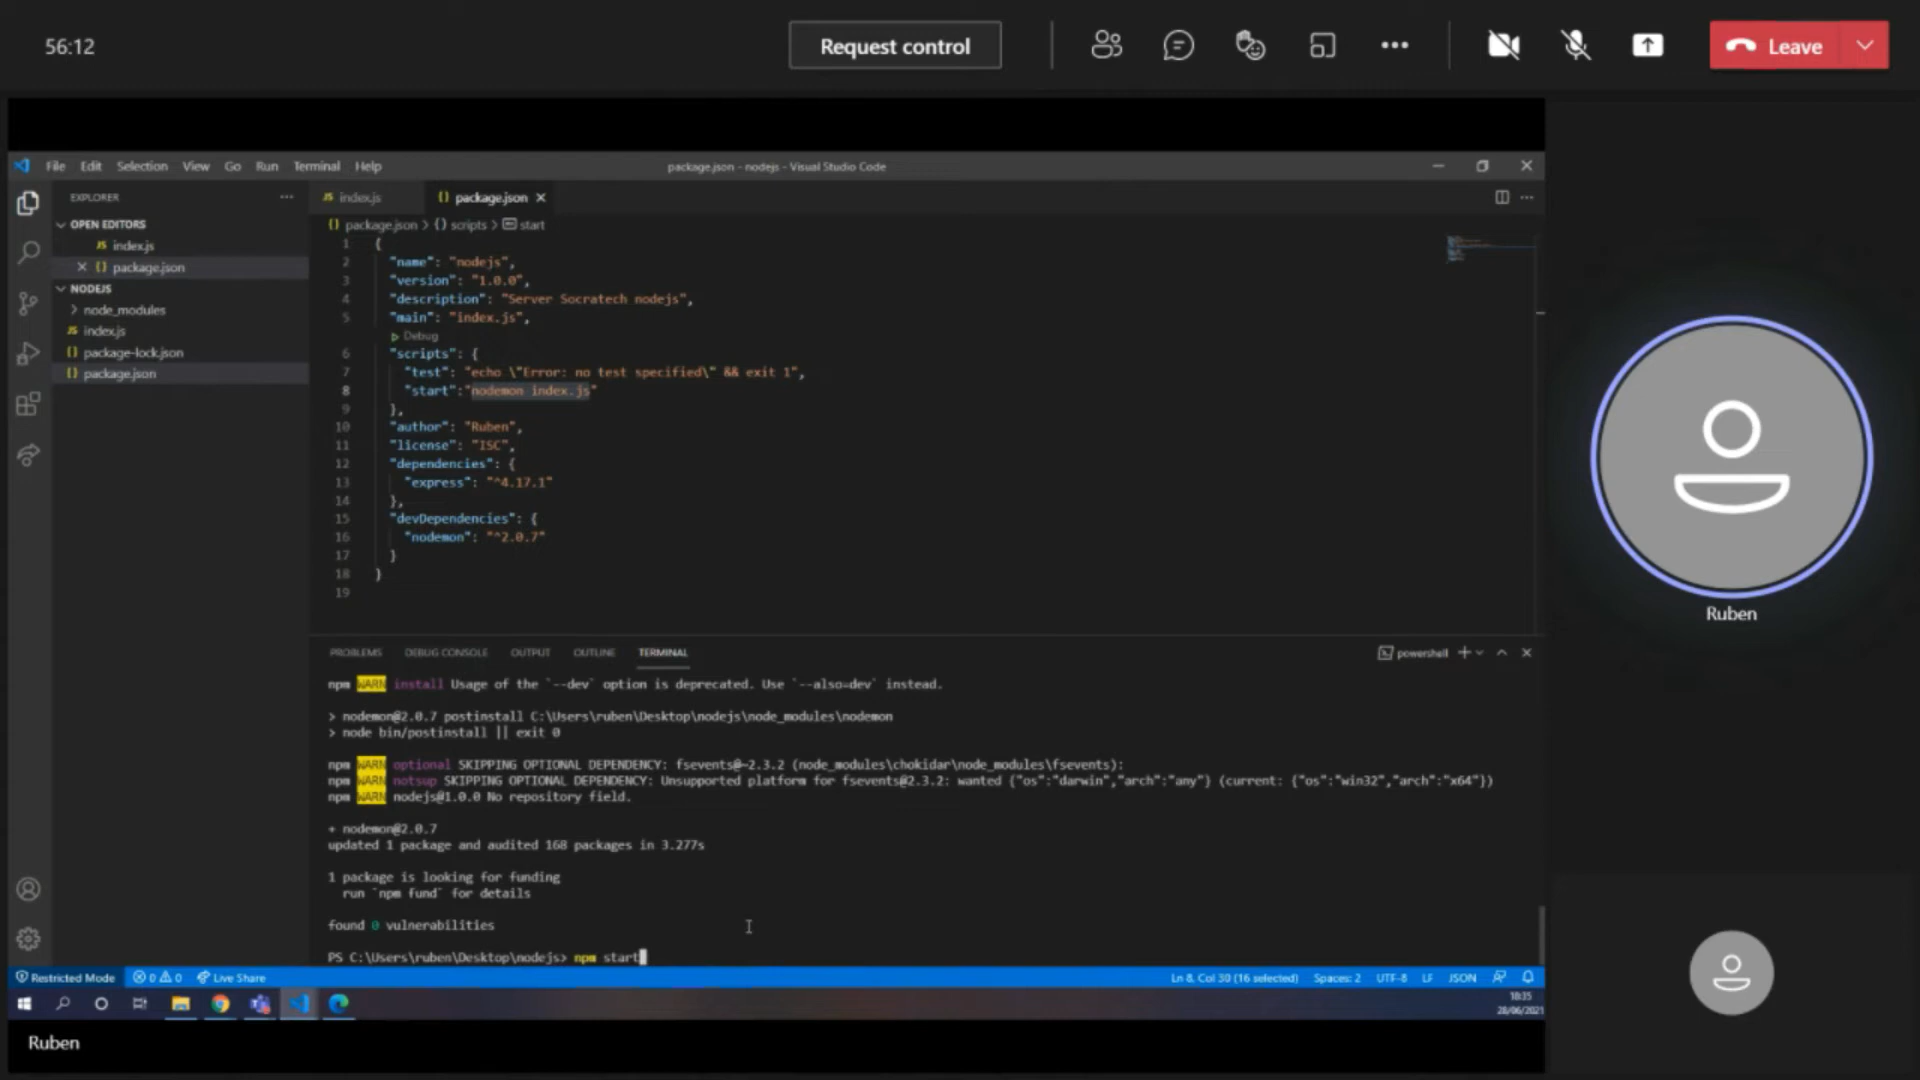 56:12
Request control
Leave
File Edit Selection View Go Run Terminal Help
package.json - nodejs - Visual Studio Code
EXPLORER
OPEN EDITORS
JS index.js
{} package.json
NODEJS
node_modules
JS index.js
{} package-lock.json
{} package.json
JS index.js
{} package.json
{} package.json > {} scripts > start
1 {
2 "name": "nodejs",
3 "version": "1.0.0",
4 "description": "Server Socratech nodejs",
5 "main": "index.js",
Debug
6 "scripts": {
7 "test": "echo \"Error: no test specified\" && exit 1",
8 "start":"nodemon index.js"
9 },
10 "author": "Ruben",
11 "license": "ISC",
12 "dependencies": {
13 "express": "^4.17.1"
14 },
15 "devDependencies": {
16 "nodemon": "^2.0.7"
17 }
18 }
19
PROBLEMS DEBUG CONSOLE OUTPUT OUTLINE TERMINAL
powershell
npm WARN install Usage of the `--dev` option is deprecated. Use `--also=dev` instead.
> nodemon@2.0.7 postinstall C:\Users\ruben\Desktop\nodejs\node_modules\nodemon
> node bin/postinstall || exit 0
npm WARN optional SKIPPING OPTIONAL DEPENDENCY: fsevents@~2.3.2 (node_modules\chokidar\node_modules\fsevents):
npm WARN notsup SKIPPING OPTIONAL DEPENDENCY: Unsupported platform for fsevents@2.3.2: wanted {"os":"darwin","arch":"any"} (current: {"os":"win32","arch":"x64"})
npm WARN nodejs@1.0.0 No repository field.
+ nodemon@2.0.7
updated 1 package and audited 168 packages in 3.277s
1 package is looking for funding
run `npm fund` for details
found 0 vulnerabilities
PS C:\Users\ruben\Desktop\nodejs> npm start
Restricted Mode 0 0 Live Share
Ln 8, Col 30 (16 selected) Spaces: 2 UTF-8 LF JSON
18:35
28/06/2021
Ruben
Ruben